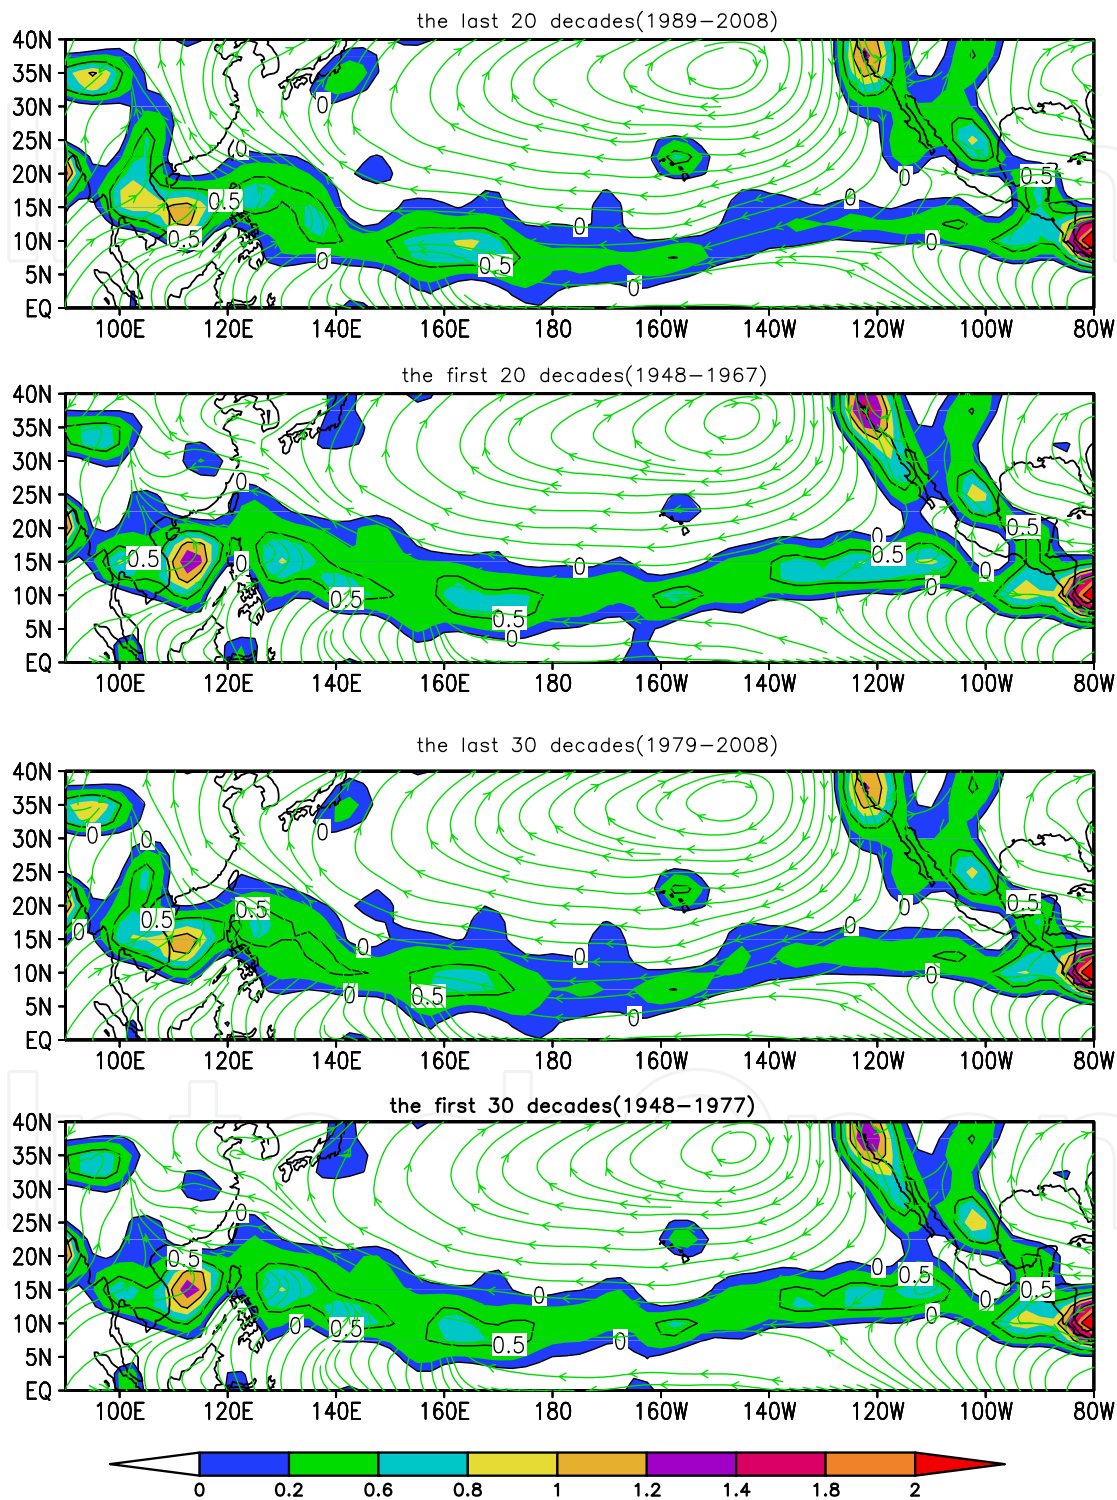 the last 20 decades(1989−2008)
40N
35N
30N
25N
20N
15N
10N
5N
EQ
0
0
0.5
0.5
0
0.5
0
0
0
0
0
0.5
100E 120E 140E 160E 180 160W 140W 120W 100W 80W
the first 20 decades(1948−1967)
40N
35N
30N
25N
20N
15N
10N
5N
EQ
0
0.5
0
0.5
0.5
0
0
0
0.5
0
0
0.5
100E 120E 140E 160E 180 160W 140W 120W 100W 80W
the last 30 decades(1979−2008)
40N
35N
30N
25N
20N
15N
10N
5N
EQ
0
0
0
0
0.5
0.5
0
0
0.5
0
0
0
0
0
0.5
100E 120E 140E 160E 180 160W 140W 120W 100W 80W
the first 30 decades(1948−1977)
40N
35N
30N
25N
20N
15N
10N
5N
EQ
0
0.5
0
0.5
0.5
0
0
0
0.5
0
0
0.5
100E 120E 140E 160E 180 160W 140W 120W 100W 80W
0 0.2 0.4 0.6 0.8 1 1.2 1.4 1.8 2